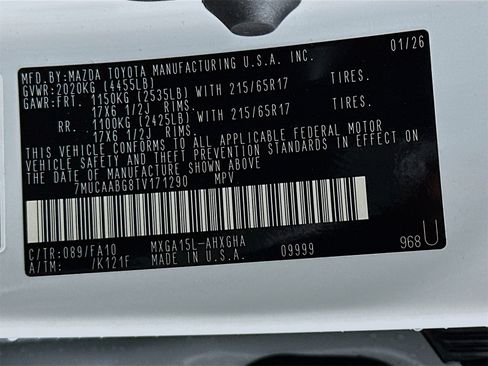 MFD.BY:MAZDA TOYOTA MANUFACTURING U.S.A. INC. 01/26
GVWR:2020KG (4455LB)
GAWR:FRT. 1150KG (2535LB) WITH 215/65R17 TIRES.
17X6 1/2J RIMS.
RR. 1100KG (2425LB) WITH 215/65R17 TIRES.
17X6 1/2J RIMS.
THIS VEHICLE CONFORMS TO ALL APPLICABLE FEDERAL MOTOR
VEHICLE SAFETY AND THEFT PREVENTION STANDARDS IN EFFECT ON
THE DATE OF MANUFACTURE SHOWN ABOVE
7MUCAABG8TV171290 MPV
C/TR:089/FA10 MXGA15L-AHXGHA 09999 968U
A/TM: /K121F MADE IN U.S.A.